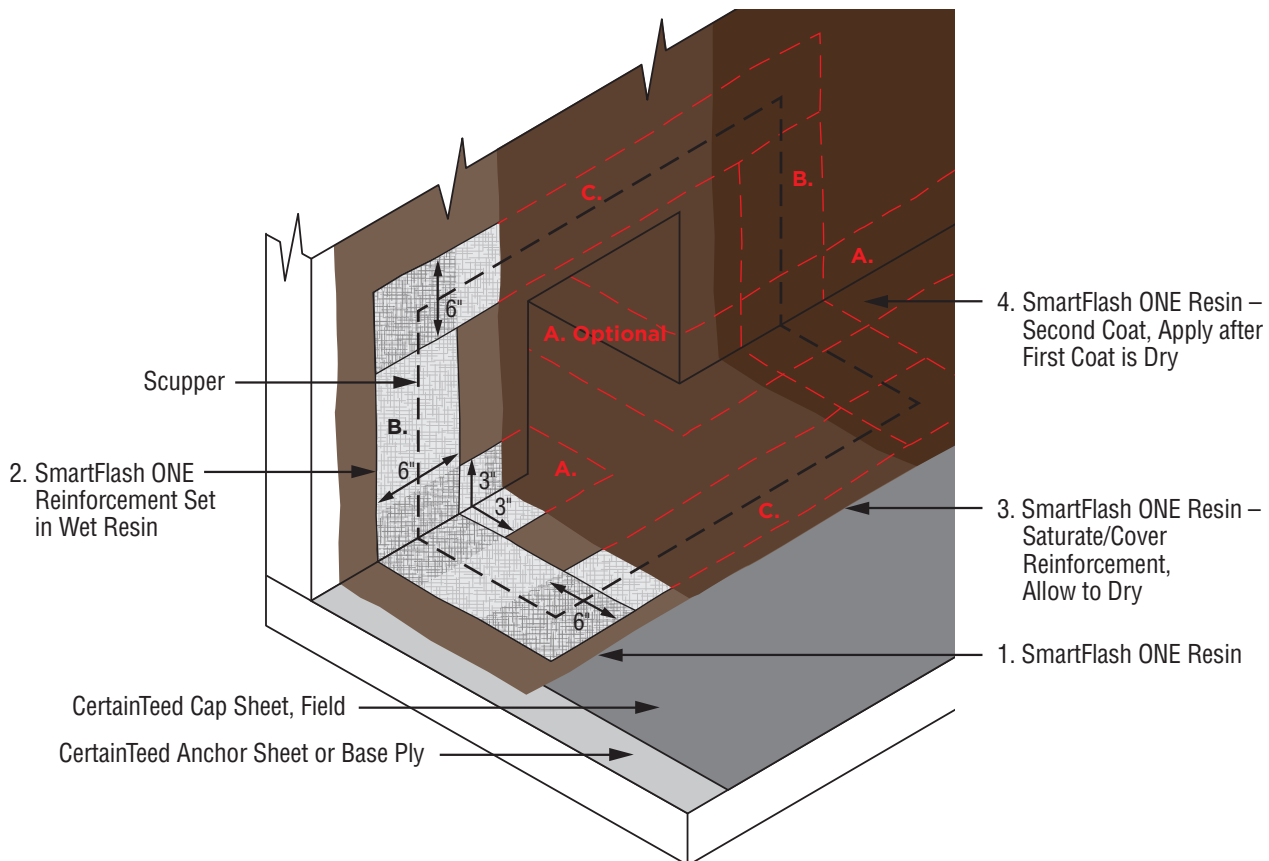 C.
B.
A.
6"
A. Optional
4. SmartFlash ONE Resin –
Second Coat, Apply after
First Coat is Dry
Scupper
B.
6"
A.
3"
3"
2. SmartFlash ONE
Reinforcement Set
in Wet Resin
C.
3. SmartFlash ONE Resin –
Saturate/Cover
Reinforcement,
Allow to Dry
6"
1. SmartFlash ONE Resin
CertainTeed Cap Sheet, Field
CertainTeed Anchor Sheet or Base Ply